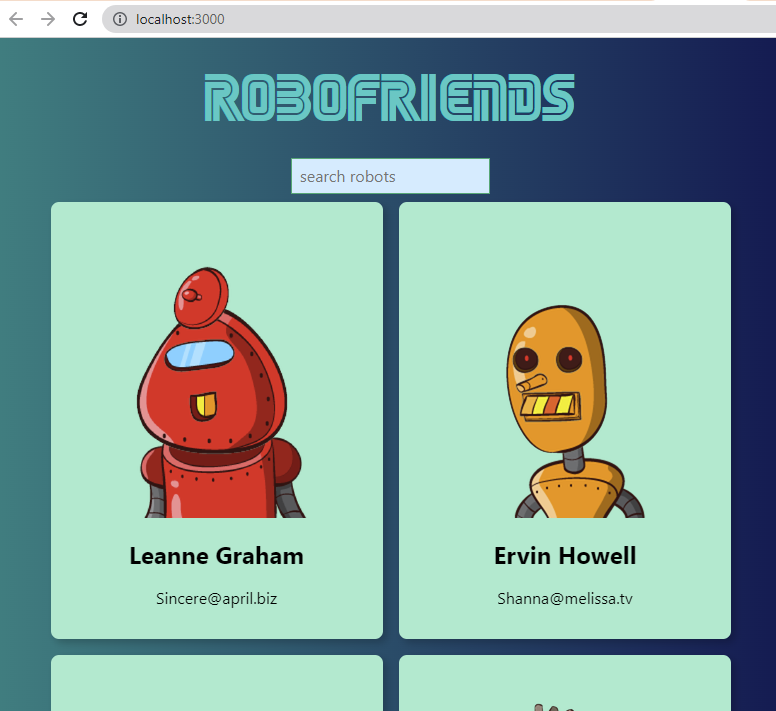 localhost:3000
ROBOFRIENDS
search robots
Leanne Graham
Ervin Howell
Sincere@april.biz
Shanna@melissa.tv